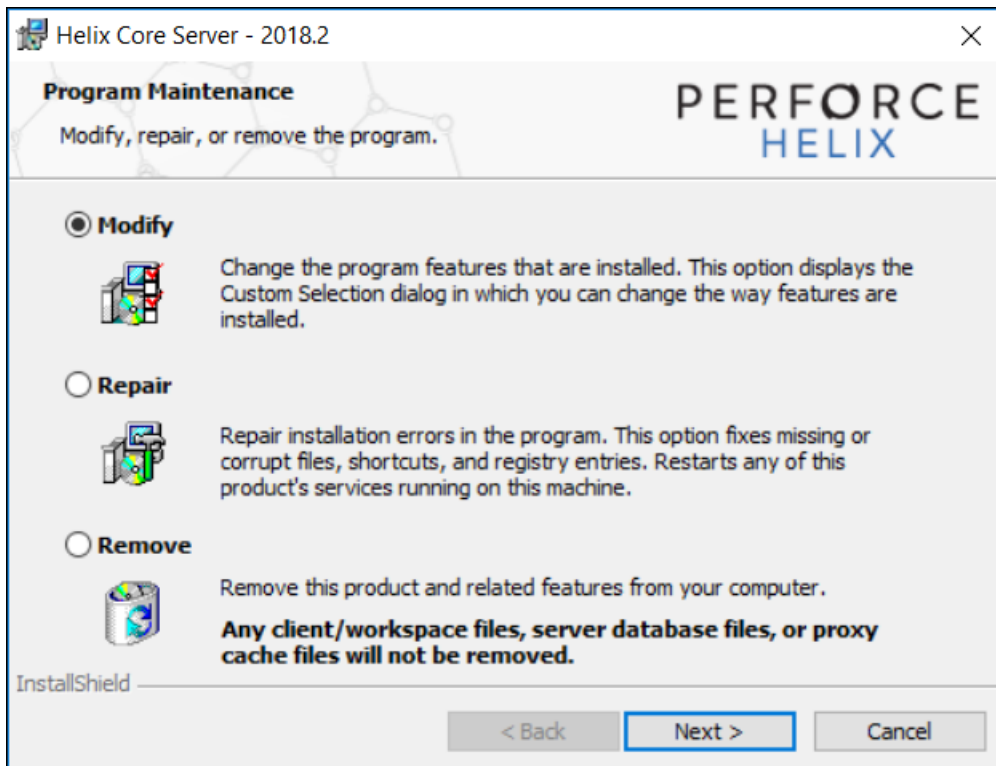 Helix Core Server - 2018.2
Program Maintenance
Modify, repair, or remove the program.
PERFORCE
HELIX
Modify
Change the program features that are installed. This option displays the
Custom Selection dialog in which you can change the way features are
installed.
Repair
Repair installation errors in the program. This option fixes missing or
corrupt files, shortcuts, and registry entries. Restarts any of this
product's services running on this machine.
Remove
Remove this product and related features from your computer.
Any client/workspace files, server database files, or proxy
cache files will not be removed.
InstallShield
< Back
Next >
Cancel